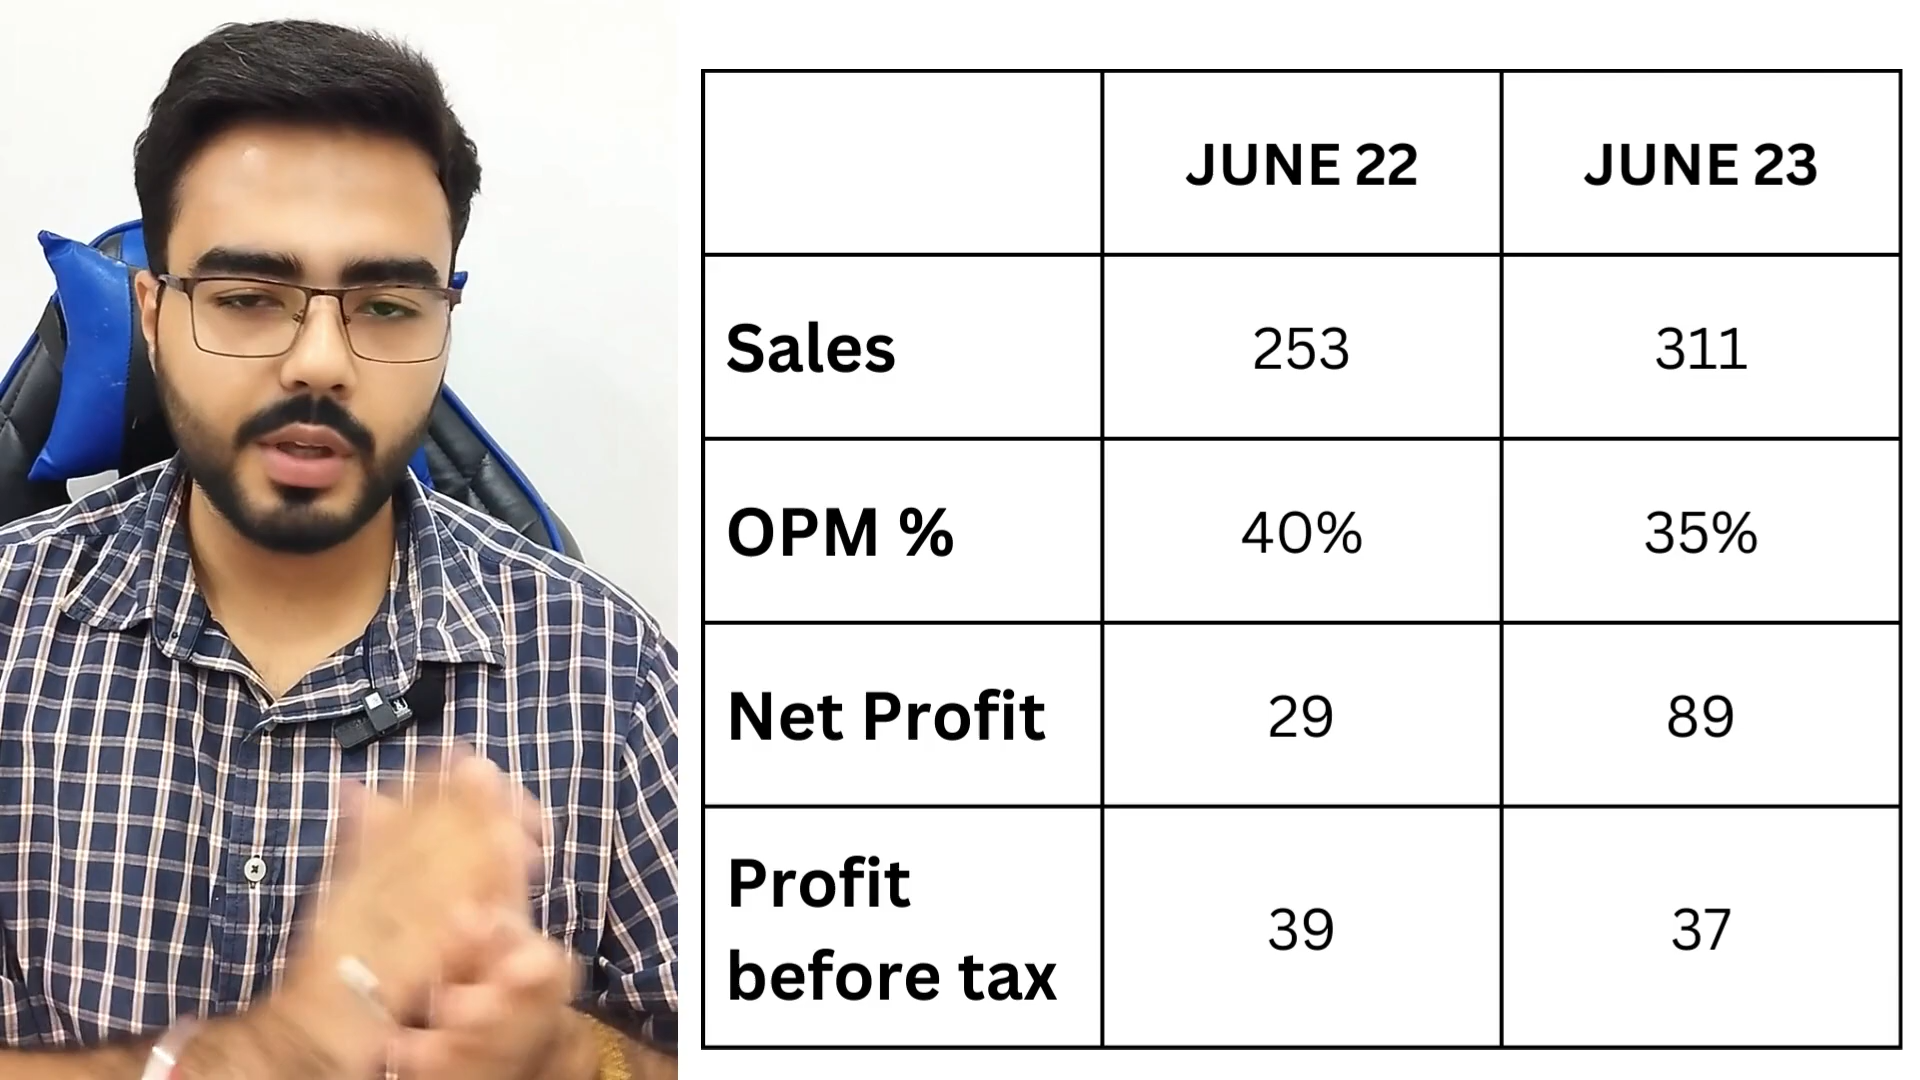 JUNE 22 JUNE 23
Sales 253 311
OPM % 40% 35%
Net Profit 29 89
Profit
before tax 39 37